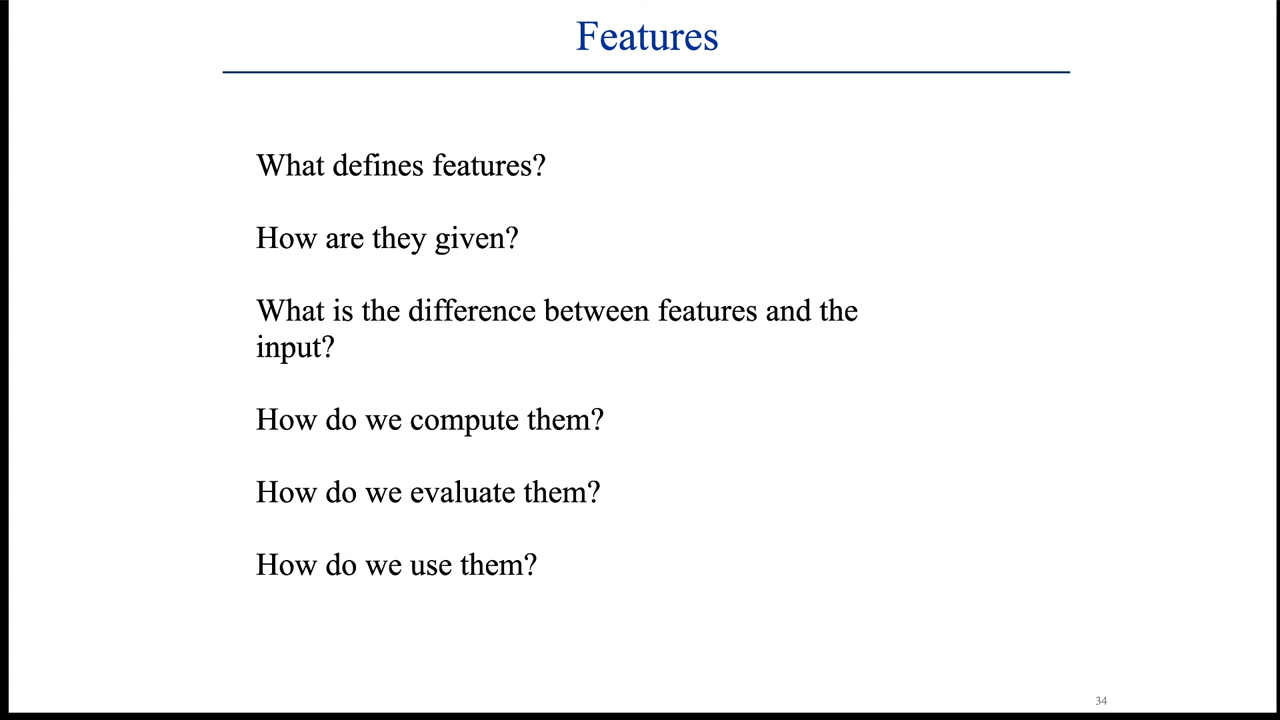 Features
What defines features?
How are they given?
What is the difference between features and the
input?
How do we compute them?
How do we evaluate them?
How do we use them?
34